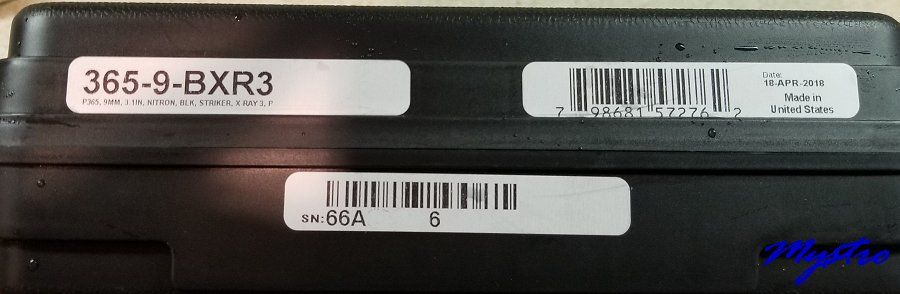 365-9-BXR3
P365, 9MM, 3.1IN, NITRON, BLK, STRIKER, X RAY 3, P
7 98681 57276 2
Date:
18-APR-2018
Made in
United States
SN:66A 6
Mystro